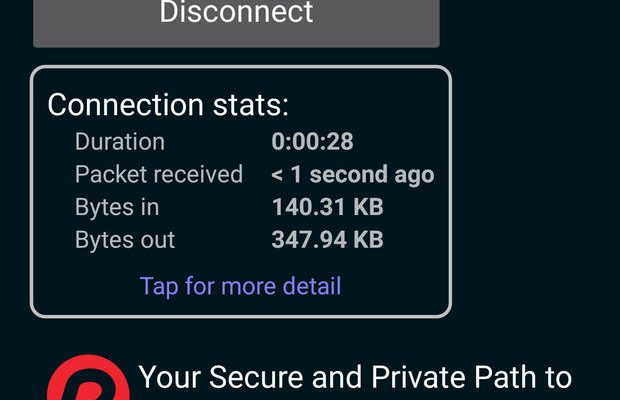 Disconnect
Connection stats:
Duration 0:00:28
Packet received < 1 second ago
Bytes in 140.31 KB
Bytes out 347.94 KB
Tap for more detail
Your Secure and Private Path to